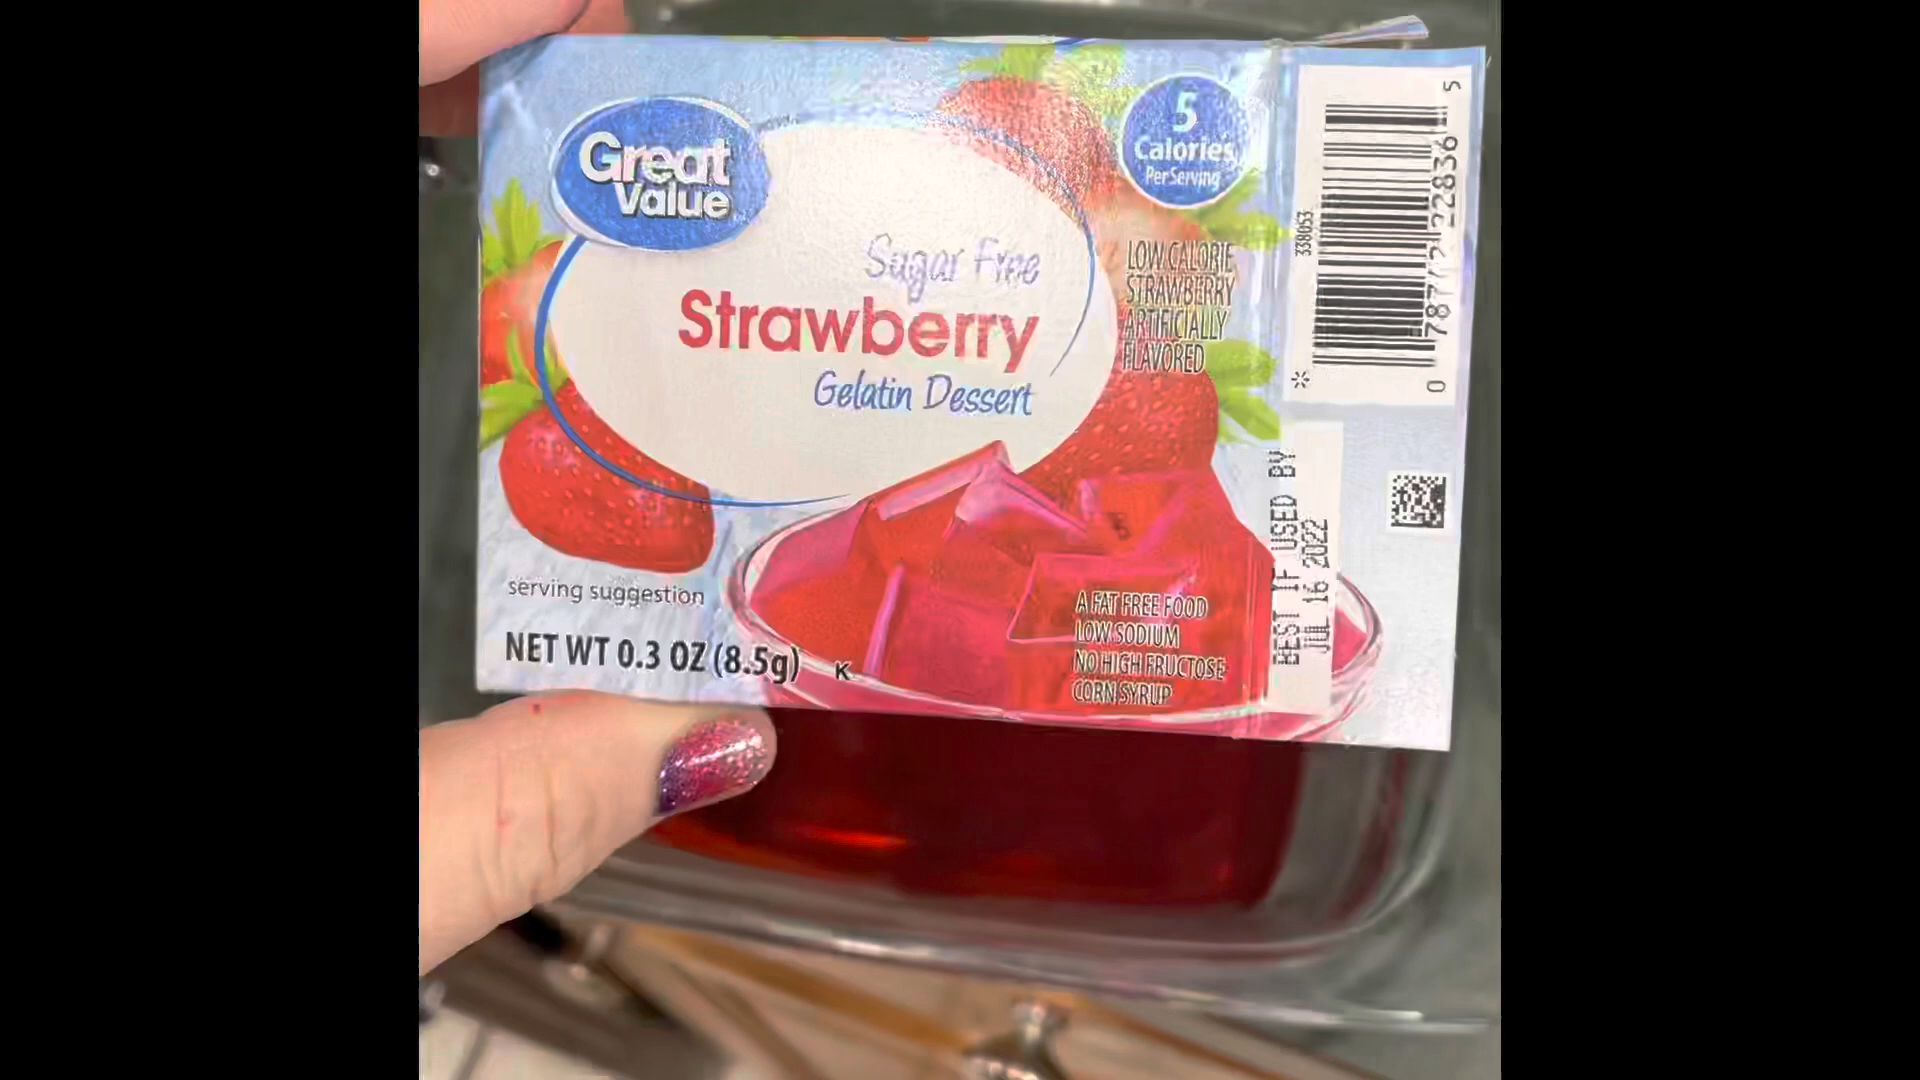 Great
Value
Sugar Free
Strawberry
Gelatin Dessert
5
Calories
Per Serving
LOW CALORIE
STRAWBERRY
ARTIFICIALLY
FLAVORED
serving suggestion
NET WT 0.3 OZ (8.5g)
K
A FAT FREE FOOD
LOW SODIUM
NO HIGH FRUCTOSE
CORN SYRUP
BEST IF USED BY
JUL 16 2022
338053
0 78742 22836 5